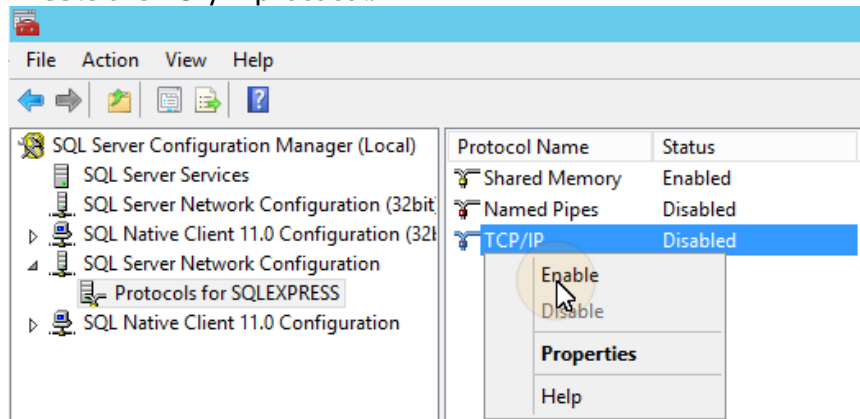 File Action View Help
SQL Server Configuration Manager (Local)
SQL Server Services
SQL Server Network Configuration (32bit
SQL Native Client 11.0 Configuration (32b
SQL Server Network Configuration
Protocols for SQLEXPRESS
SQL Native Client 11.0 Configuration
Protocol Name Status
Shared Memory Enabled
Named Pipes Disabled
TCP/IP Disabled
Enable
Disable
Properties
Help